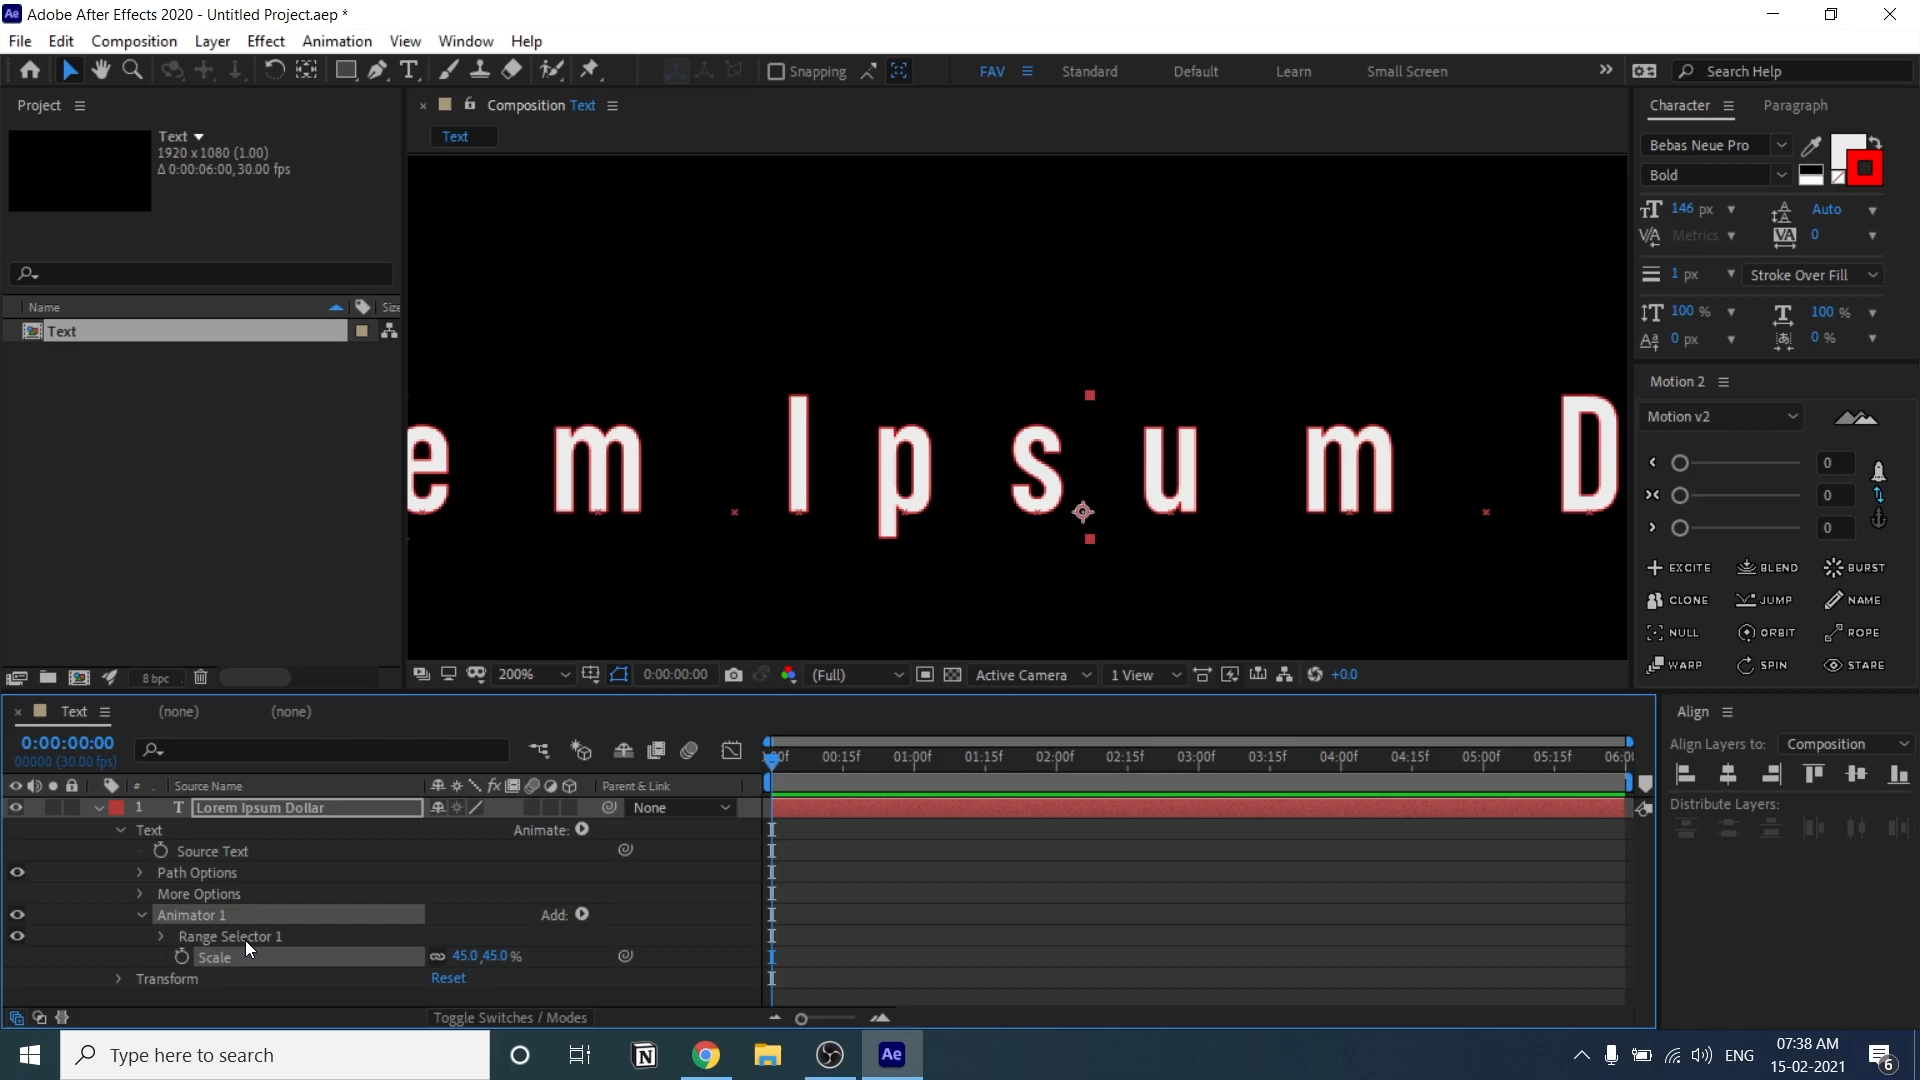 Ae Adobe After Effects 2020 - Untitled Project.aep *
File Edit Composition Layer Effect Animation View Window Help
Snapping FAV Standard Default Learn Small Screen Search Help
Project
Text
1920 x 1080 (1.00)
Δ 0:00:06:00, 30.00 fps
Name Size
Text
8 bpc
Composition Text
Text
e m I p s u m D
200% 0:00:00:00 (Full) Active Camera 1 View +0.0
Character Paragraph
Bebas Neue Pro
Bold
146 px Auto
Metrics 0
1 px Stroke Over Fill
100 % 100 %
0 px 0 %
Motion 2
Motion v2
0
0
0
EXCITE BLEND BURST
CLONE JUMP NAME
NULL ORBIT ROPE
WARP SPIN STARE
Text (none) (none)
0:00:00:00
00000 (30.00 fps)
00f 00:15f 01:00f 01:15f 02:00f 02:15f 03:00f 03:15f 04:00f 04:15f 05:00f 05:15f 06:00
# . Source Name Parent & Link
1 T Lorem Ipsum Dollar None
Text Animate:
Source Text
Path Options
More Options
Animator 1 Add:
Range Selector 1
Scale 45.0,45.0 %
Transform Reset
Toggle Switches / Modes
Align
Align Layers to: Composition
Distribute Layers:
Type here to search
Ae
ENG
07:38 AM
15-02-2021
6